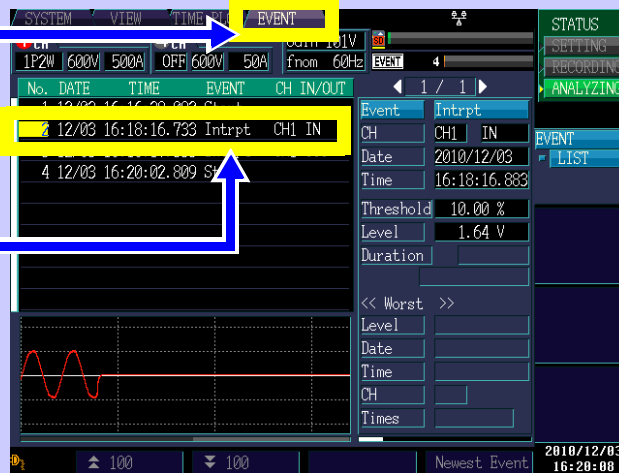 SYSTEM VIEW TIME PLOT EVENT
CH CH Udin 101V SD
1P2W 600V 500A OFF 600V 50A fnom 60Hz EVENT 4
No. DATE TIME EVENT CH IN/OUT
2 12/03 16:18:16.733 Intrpt CH1 IN
4 12/03 16:20:02.809
1 / 1
Event Intrpt
CH CH1 IN
Date 2010/12/03
Time 16:18:16.883
Threshold 10.00 %
Level 1.64 V
Duration
<< Worst >>
Level
Date
Time
CH
Times
STATUS
SETTING
RECORDING
ANALYZING
EVENT
LIST
100 100 Newest Event
2010/12/03
16:20:08